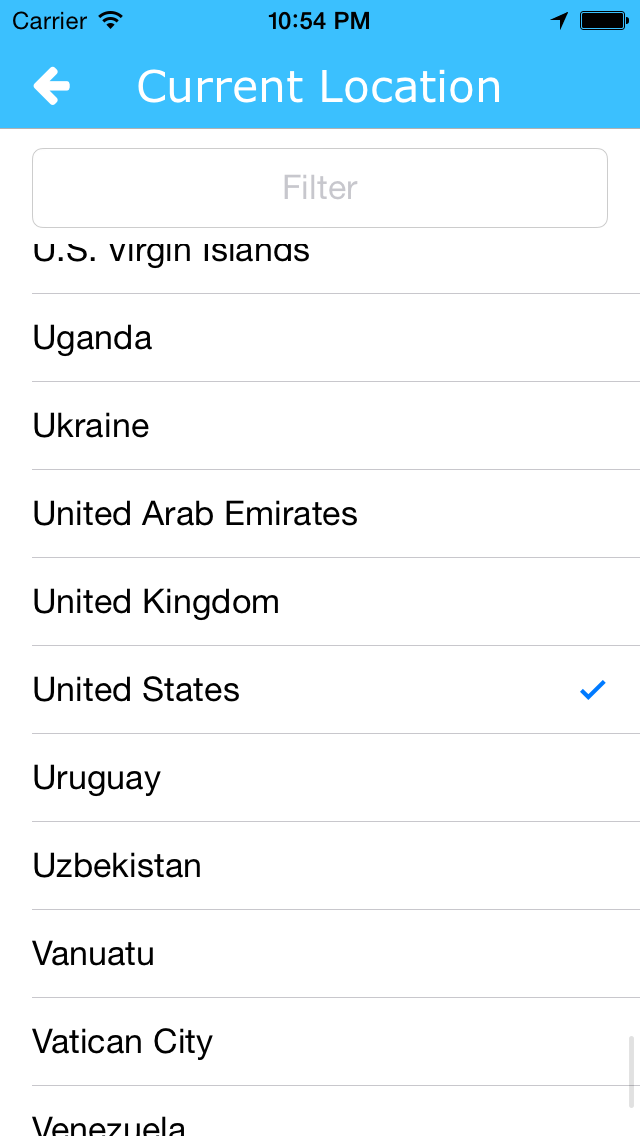 Carrier 10:54 PM
Current Location
Filter
U.S. Virgin Islands
Uganda
Ukraine
United Arab Emirates
United Kingdom
United States
Uruguay
Uzbekistan
Vanuatu
Vatican City
Venezuela